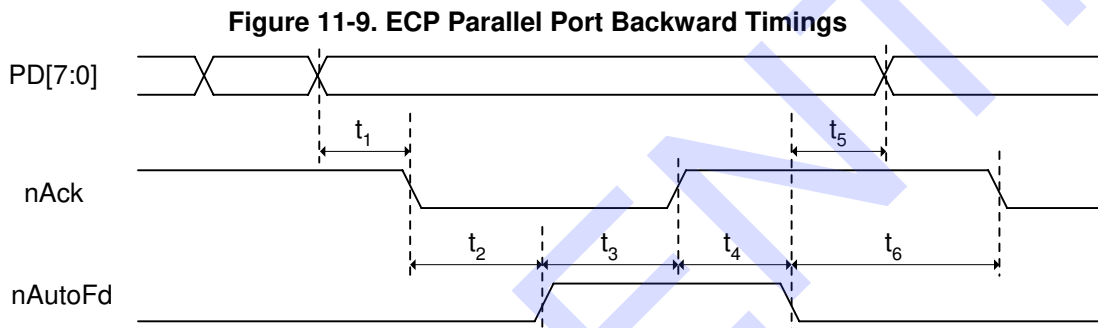 Figure 11-9. ECP Parallel Port Backward Timings
PD[7:0]
t1
t5
nAck
t2
t3
t4
t6
nAutoFd